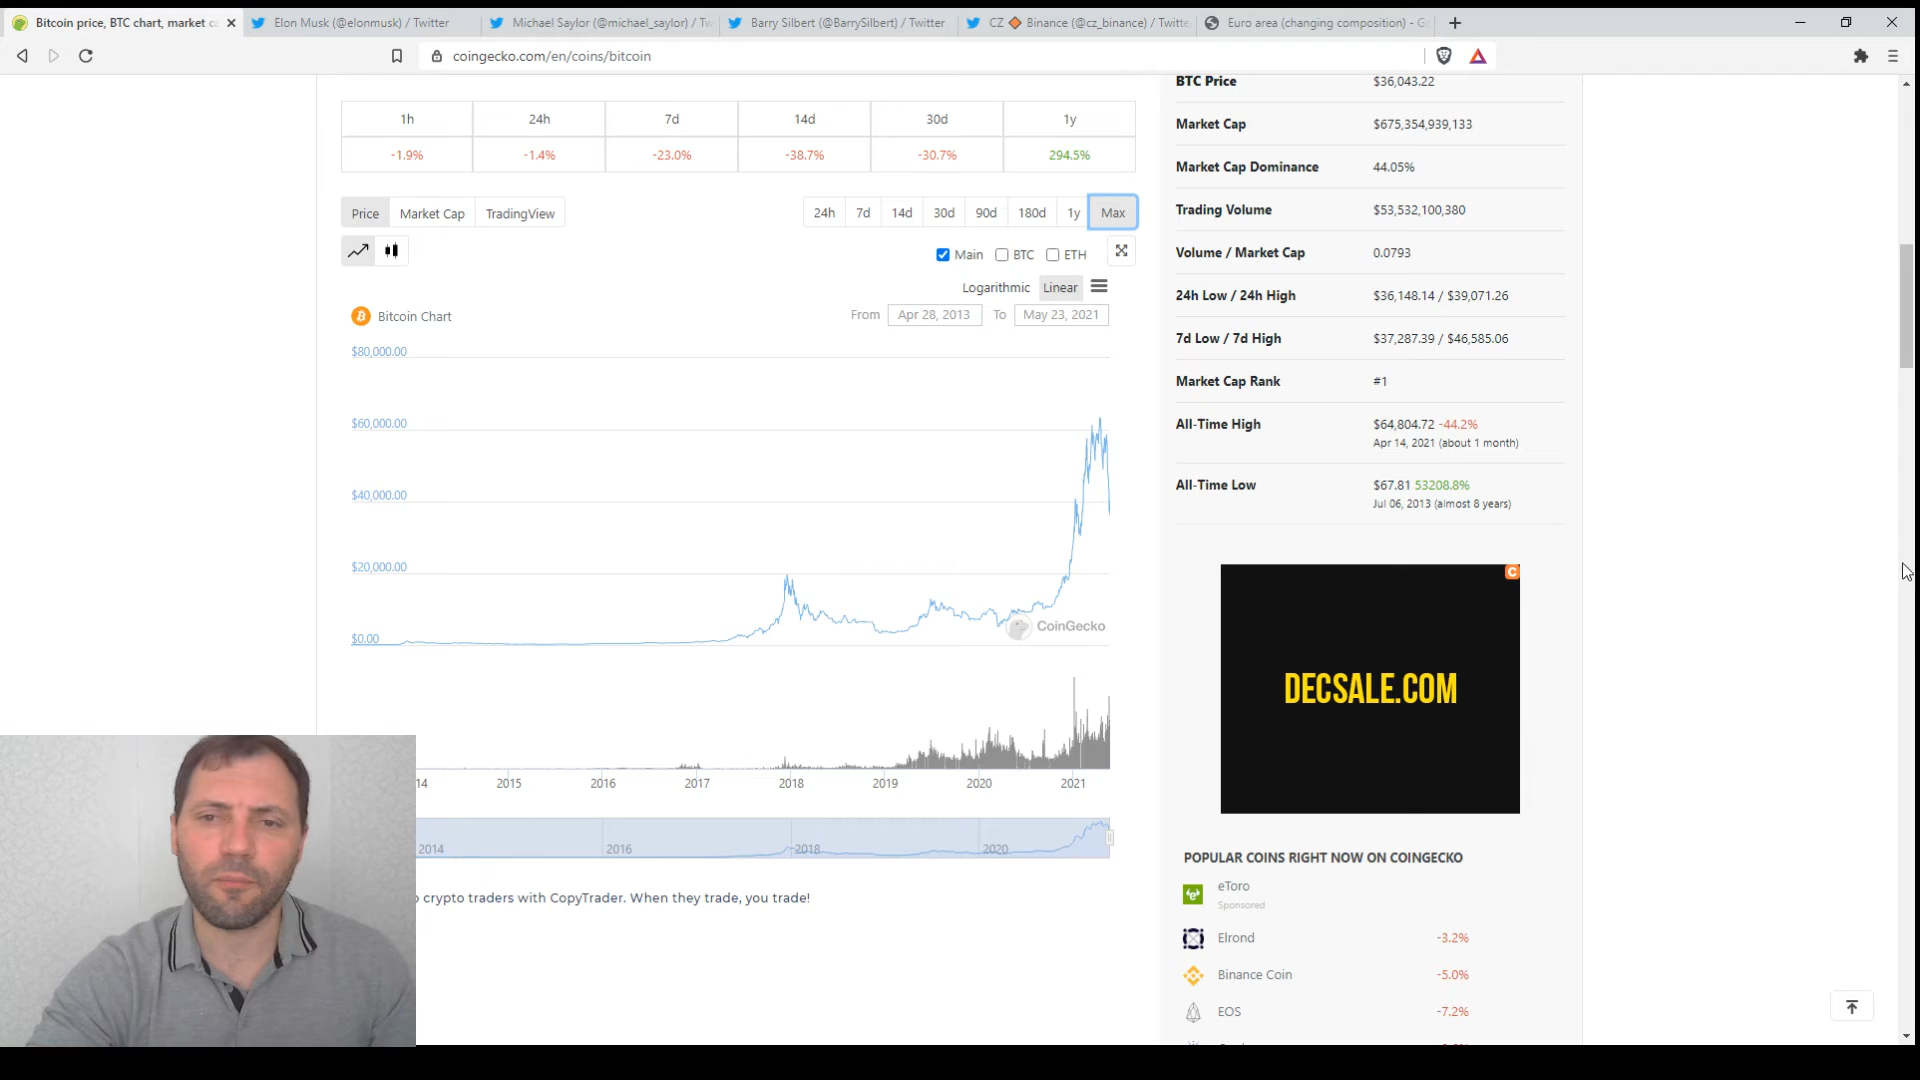 Bitcoin price, BTC chart, market c
Elon Musk (@elonmusk) / Twitter
Michael Saylor (@michael_saylor) / Tw
Barry Silbert (@BarrySilbert) / Twitter
CZ Binance (@cz_binance) / Twitte
Euro area (changing composition) - G
coingecko.com/en/coins/bitcoin
1h 24h 7d 14d 30d 1y
-1.9% -1.4% -23.0% -38.7% -30.7% 294.5%
Price Market Cap TradingView
24h 7d 14d 30d 90d 180d 1y Max
Main BTC ETH
Logarithmic Linear
Bitcoin Chart
From Apr 28, 2013 To May 23, 2021
$80,000.00
$60,000.00
$40,000.00
$20,000.00
$0.00
CoinGecko
14 2015 2016 2017 2018 2019 2020 2021
2014 2016 2018 2020
crypto traders with CopyTrader. When they trade, you trade!
BTC Price $36,043.22
Market Cap $675,354,939,133
Market Cap Dominance 44.05%
Trading Volume $53,532,100,380
Volume / Market Cap 0.0793
24h Low / 24h High $36,148.14 / $39,071.26
7d Low / 7d High $37,287.39 / $46,585.06
Market Cap Rank #1
All-Time High $64,804.72 -44.2%
Apr 14, 2021 (about 1 month)
All-Time Low $67.81 53208.8%
Jul 06, 2013 (almost 8 years)
DECSALE.COM
POPULAR COINS RIGHT NOW ON COINGECKO
eToro
Sponsored
Elrond -3.2%
Binance Coin -5.0%
EOS -7.2%